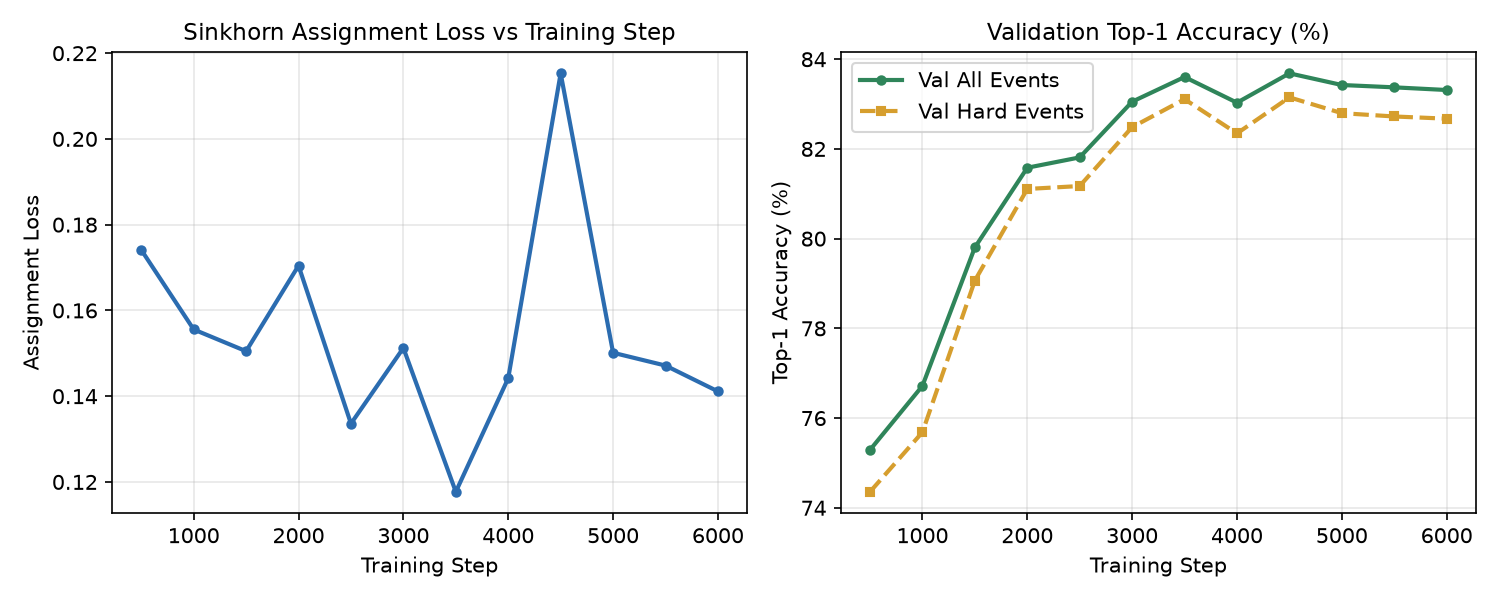 Sinkhorn Assignment Loss vs Training Step
0.22
0.20
0.18
0.16
0.14
0.12
Assignment Loss
1000 2000 3000 4000 5000 6000
Training Step
Validation Top-1 Accuracy (%)
Val All Events
Val Hard Events
84
82
80
78
76
74
Top-1 Accuracy (%)
1000 2000 3000 4000 5000 6000
Training Step